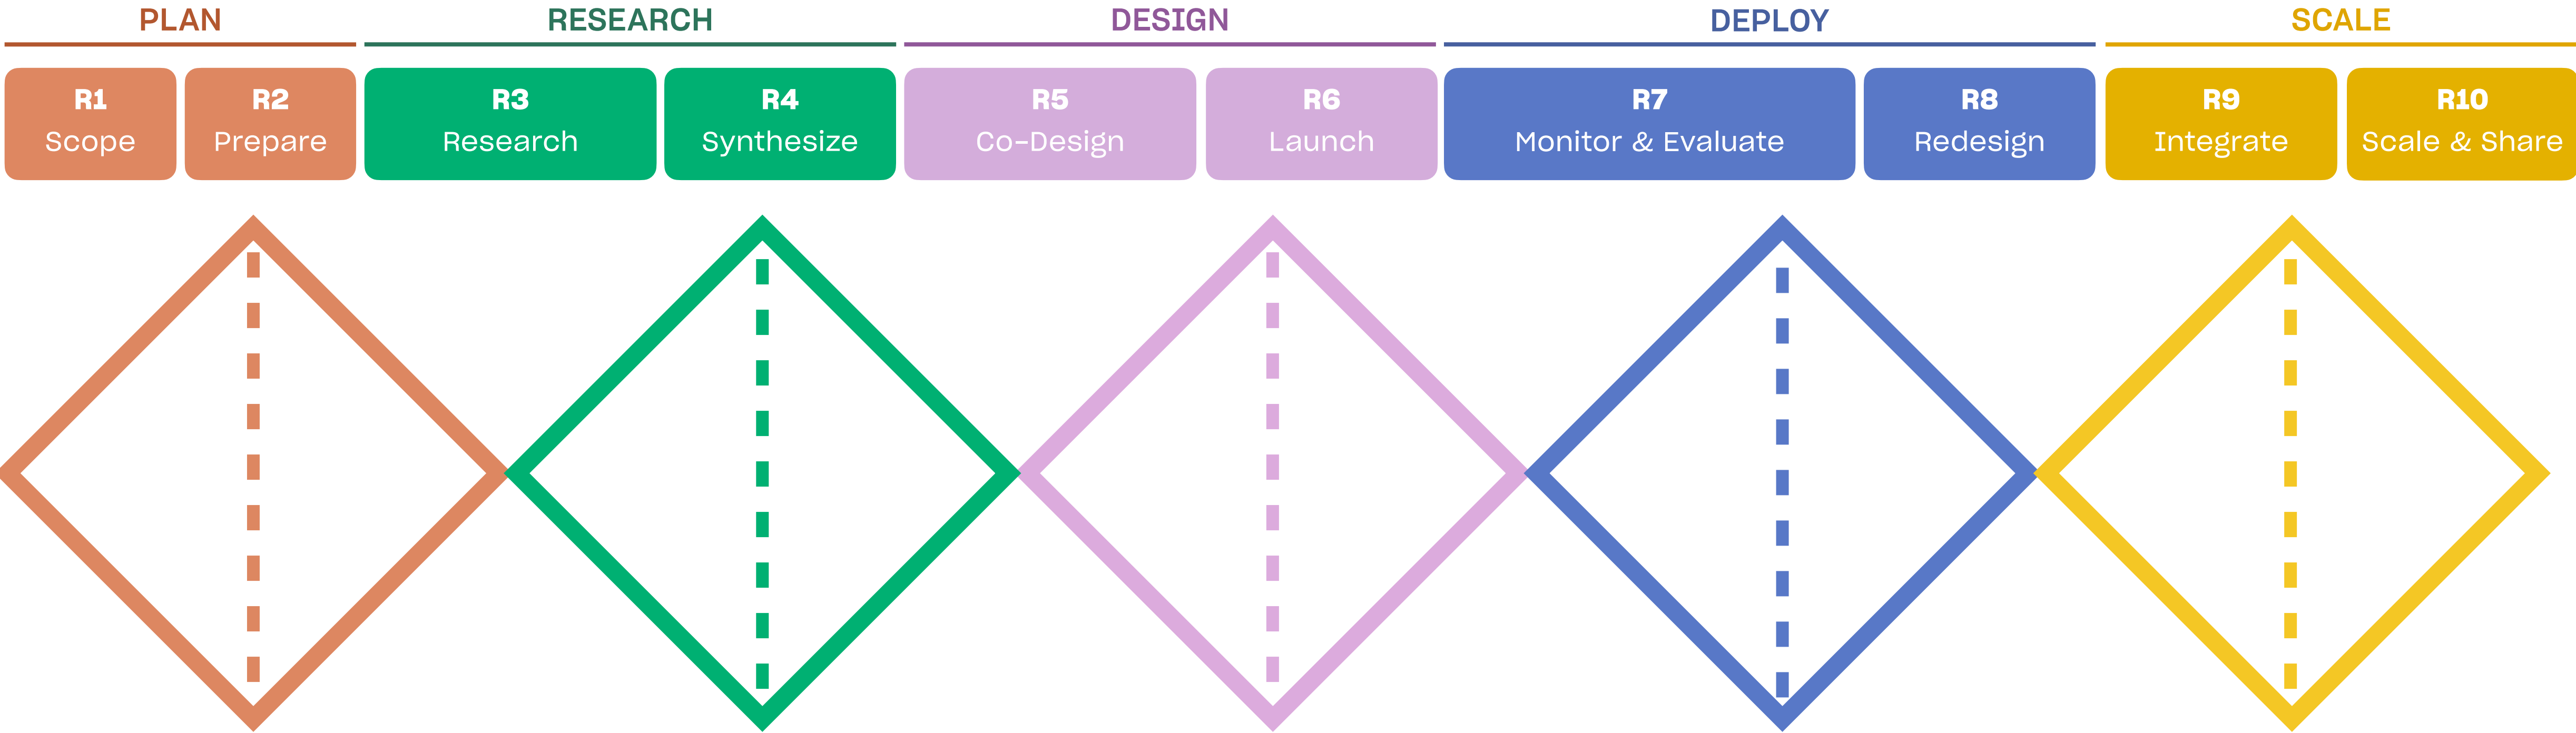 PLAN
RESEARCH
DESIGN
DEPLOY
SCALE
R1
Scope
R2
Prepare
R3
Research
R4
Synthesize
R5
Co-Design
R6
Launch
R7
Monitor & Evaluate
R8
Redesign
R9
Integrate
R10
Scale & Share